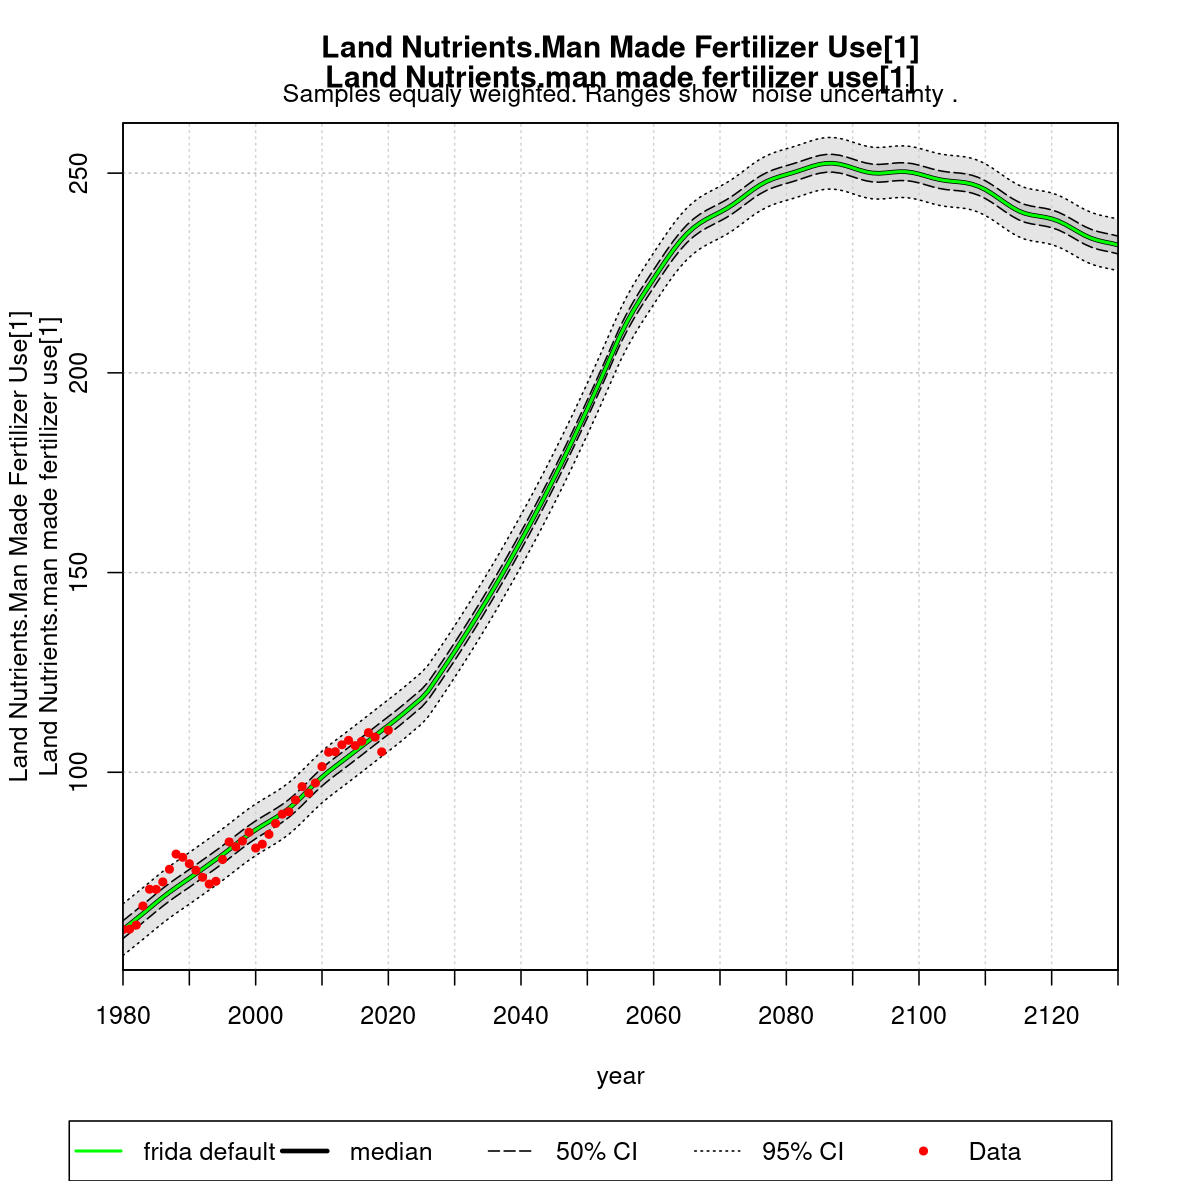 Land Nutrients.Man Made Fertilizer Use[1]
Land Nutrients.man made fertilizer use[1]
Samples equaly weighted. Ranges show  noise uncertainty .
Land Nutrients.Man Made Fertilizer Use[1]
Land Nutrients.man made fertilizer use[1]
250
200
150
100
1980 2000 2020 2040 2060 2080 2100 2120
year
frida default median 50% CI 95% CI Data